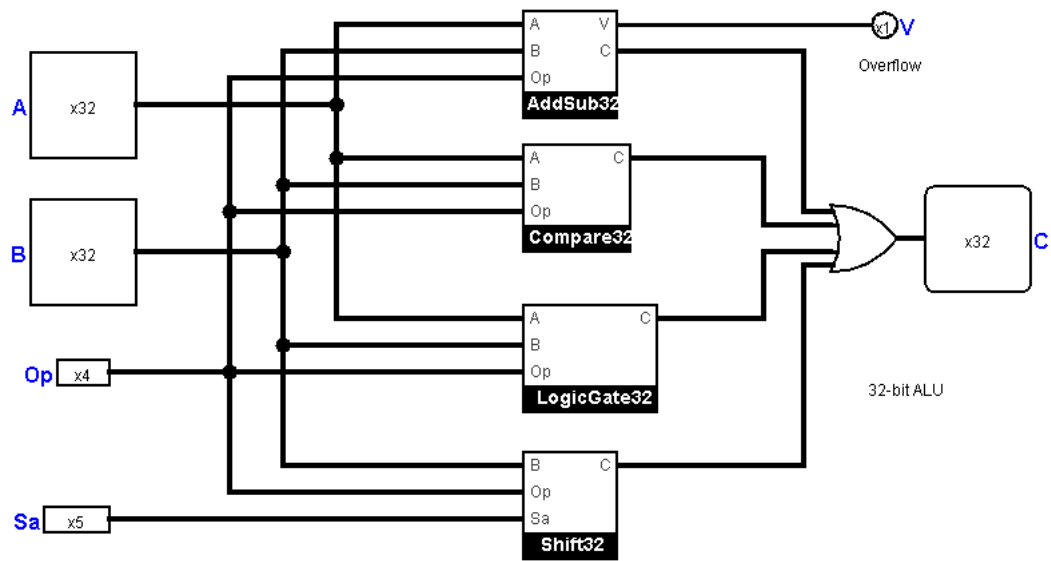 A V
B C
Op
AddSub32
x1 V
Overflow
A x32
A C
B
Op
Compare32
B x32
x32 C
A C
B
Op
LogicGate32
Op x4
32-bit ALU
B C
Op
Sa
Shift32
Sa x5